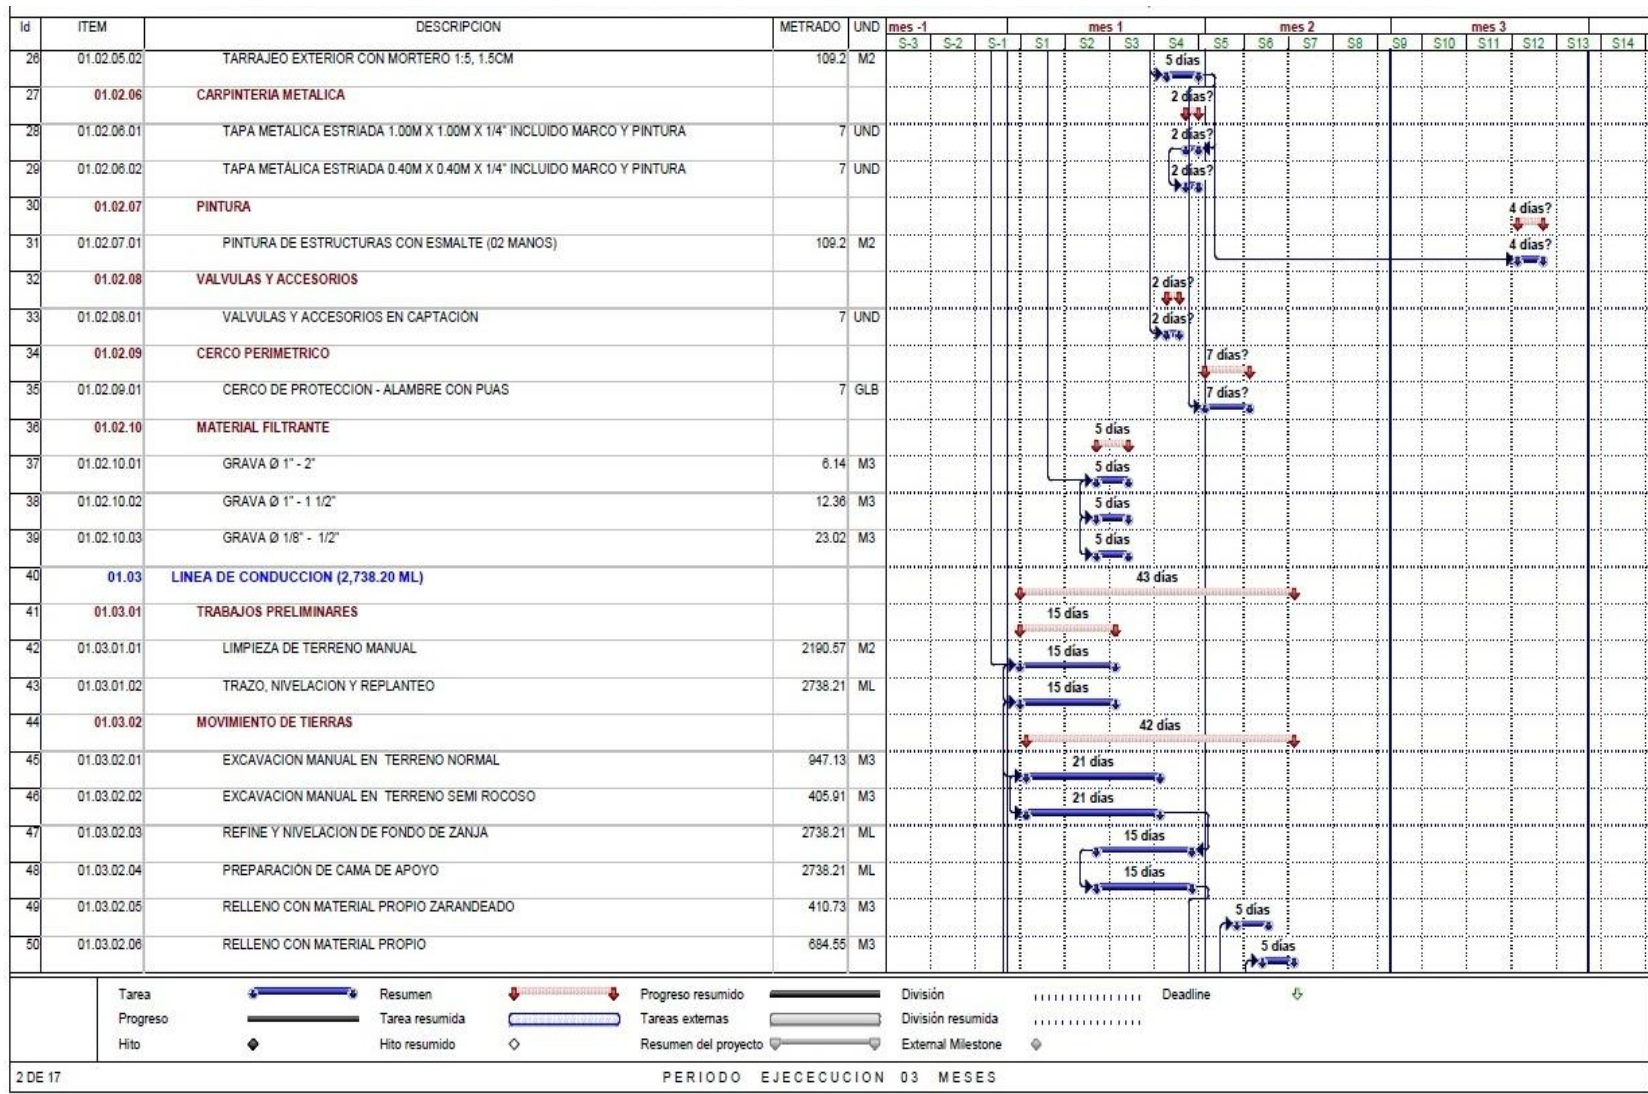 Id ITEM DESCRIPCION METRADO UND mes -1 mes 1 mes 2 mes 3
S-3 S-2 S-1 S1 S2 S3 S4 S5 S6 S7 S8 S9 S10 S11 S12 S13 S14
26 01.02.05.02 TARRAJEO EXTERIOR CON MORTERO 1:5, 1.5CM 109.2 M2 5 días
27 01.02.06 CARPINTERIA METALICA 2 días?
28 01.02.06.01 TAPA METALICA ESTRIADA 1.00M X 1.00M X 1/4" INCLUIDO MARCO Y PINTURA 7 UND 2 días?
29 01.02.06.02 TAPA METÁLICA ESTRIADA 0.40M X 0.40M X 1/4" INCLUIDO MARCO Y PINTURA 7 UND 2 días?
30 01.02.07 PINTURA 4 días?
31 01.02.07.01 PINTURA DE ESTRUCTURAS CON ESMALTE (02 MANOS) 109.2 M2 4 días?
32 01.02.08 VALVULAS Y ACCESORIOS 2 días?
33 01.02.08.01 VALVULAS Y ACCESORIOS EN CAPTACIÓN 7 UND 2 días?
34 01.02.09 CERCO PERIMETRICO 7 días?
35 01.02.09.01 CERCO DE PROTECCION - ALAMBRE CON PUAS 7 GLB 7 días?
36 01.02.10 MATERIAL FILTRANTE 5 días
37 01.02.10.01 GRAVA Ø 1" - 2" 6.14 M3 5 días
38 01.02.10.02 GRAVA Ø 1" - 1 1/2" 12.36 M3 5 días
39 01.02.10.03 GRAVA Ø 1/8" - 1/2" 23.02 M3 5 días
40 01.03 LINEA DE CONDUCCION (2,738.20 ML) 43 días
41 01.03.01 TRABAJOS PRELIMINARES 15 días
42 01.03.01.01 LIMPIEZA DE TERRENO MANUAL 2190.57 M2 15 días
43 01.03.01.02 TRAZO, NIVELACION Y REPLANTEO 2738.21 ML 15 días
44 01.03.02 MOVIMIENTO DE TIERRAS 42 días
45 01.03.02.01 EXCAVACION MANUAL EN TERRENO NORMAL 947.13 M3 21 días
46 01.03.02.02 EXCAVACION MANUAL EN TERRENO SEMI ROCOSO 405.91 M3 21 días
47 01.03.02.03 REFINE Y NIVELACION DE FONDO DE ZANJA 2738.21 ML 15 días
48 01.03.02.04 PREPARACIÓN DE CAMA DE APOYO 2738.21 ML 15 días
49 01.03.02.05 RELLENO CON MATERIAL PROPIO ZARANDEADO 410.73 M3 5 días
50 01.03.02.06 RELLENO CON MATERIAL PROPIO 684.55 M3 5 días
Tarea Resumen Progreso resumido División Deadline
Progreso Tarea resumida Tareas externas División resumida
Hito Hito resumido Resumen del proyecto External Milestone
2 DE 17 PERIODO EJECECUCION 03 MESES